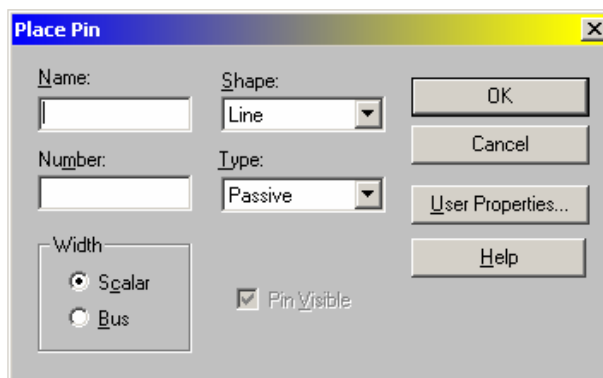 Place Pin
Name:
Shape:
Line
OK
Cancel
Number:
Type:
Passive
User Properties...
Width
Scalar
Bus
Pin Visible
Help